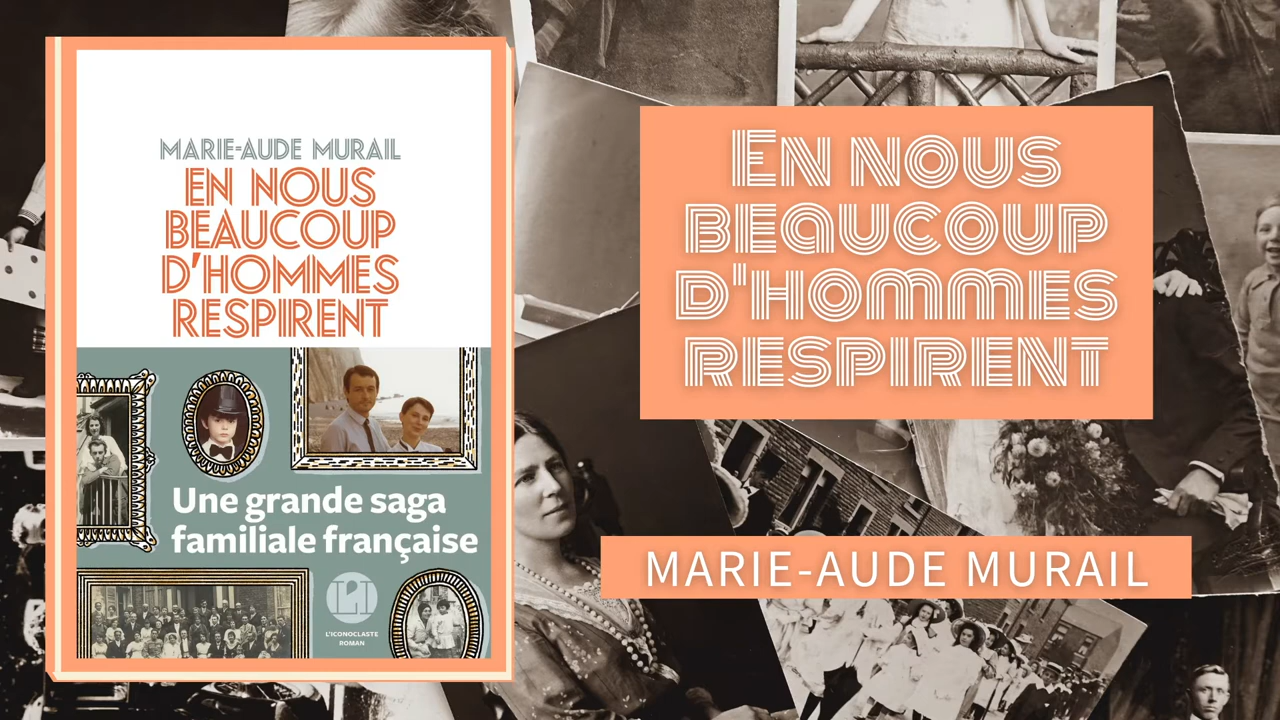 MARIE-AUDE MURAIL
EN NOUS
BEAUCOUP
D'HOMMES
RESPIRENT
Une grande saga
familiale française
L'ICONOCLASTE
ROMAN
EN NOUS
BEAUCOUP
D'HOMMES
RESPIRENT
MARIE-AUDE MURAIL